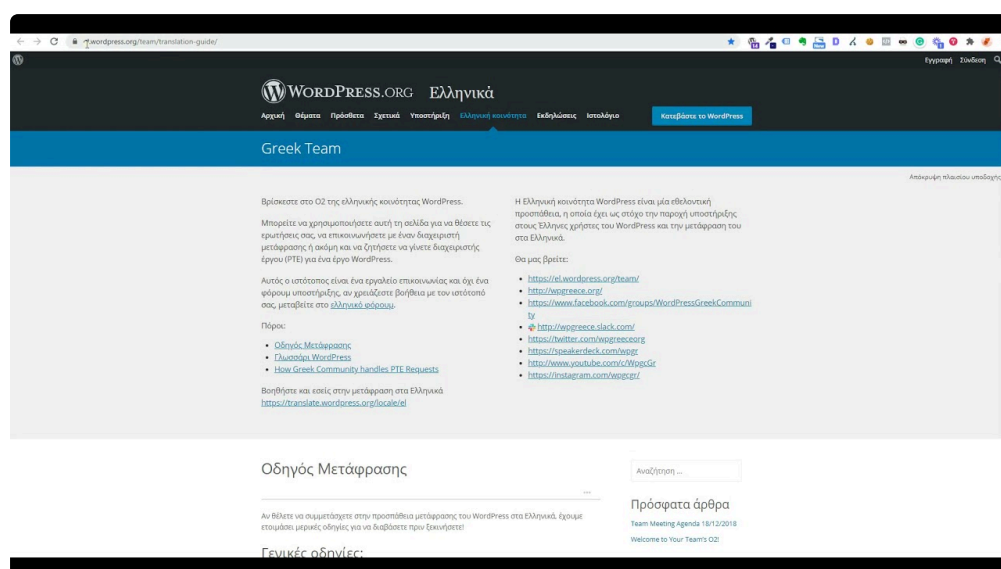 wordpress.org/team/translation-guide/
Εγγραφή Σύνδεση
WORDPRESS.ORG Ελληνικά
Αρχική Θέματα Πρόσθετα Σχετικά Υποστήριξη Ελληνική κοινότητα Εκδηλώσεις Ιστολόγιο Κατεβάστε το WordPress
Greek Team
Απόκρυψη πλαισίου υποδοχής
Βρίσκεστε στο O2 της ελληνικής κοινότητας WordPress.
Μπορείτε να χρησιμοποιήσετε αυτή τη σελίδα για να θέσετε τις
ερωτήσεις σας, να επικοινωνήσετε με έναν διαχειριστή
μετάφρασης ή ακόμη και να ζητήσετε να γίνετε διαχειριστής
έργου (PTE) για ένα έργο WordPress.
Αυτός ο ιστότοπος είναι ένα εργαλείο επικοινωνίας και όχι ένα
φόρουμ υποστήριξης, αν χρειάζεστε βοήθεια με τον ιστότοπό
σας, μεταβείτε στο ελληνικό φόρουμ.
Πόροι:
Οδηγός Μετάφρασης
Γλωσσάρι WordPress
How Greek Community handles PTE Requests
Βοηθήστε και εσείς στην μετάφραση στα Ελληνικά
https://translate.wordpress.org/locale/el
Η Ελληνική κοινότητα WordPress είναι μία εθελοντική
προσπάθεια, η οποία έχει ως στόχο την παροχή υποστήριξης
στους Έλληνες χρήστες του WordPress και την μετάφραση του
στα Ελληνικά.
Θα μας βρείτε:
https://el.wordpress.org/team/
http://wpgreece.org/
https://www.facebook.com/groups/WordPressGreekCommuni
ty
http://wpgreece.slack.com/
https://twitter.com/wpgreeceorg
https://speakerdeck.com/wpgr
http://www.youtube.com/c/WpgcGr
https://instagram.com/wpgcgr/
Οδηγός Μετάφρασης
Αν θέλετε να συμμετάσχετε στην προσπάθεια μετάφρασης του WordPress στα Ελληνικά, έχουμε
ετοιμάσει μερικές οδηγίες για να διαβάσετε πριν ξεκινήσετε!
Γενικές οδηγίες:
Αναζήτηση ...
Πρόσφατα άρθρα
Team Meeting Agenda 18/12/2018
Welcome to Your Team's O2!